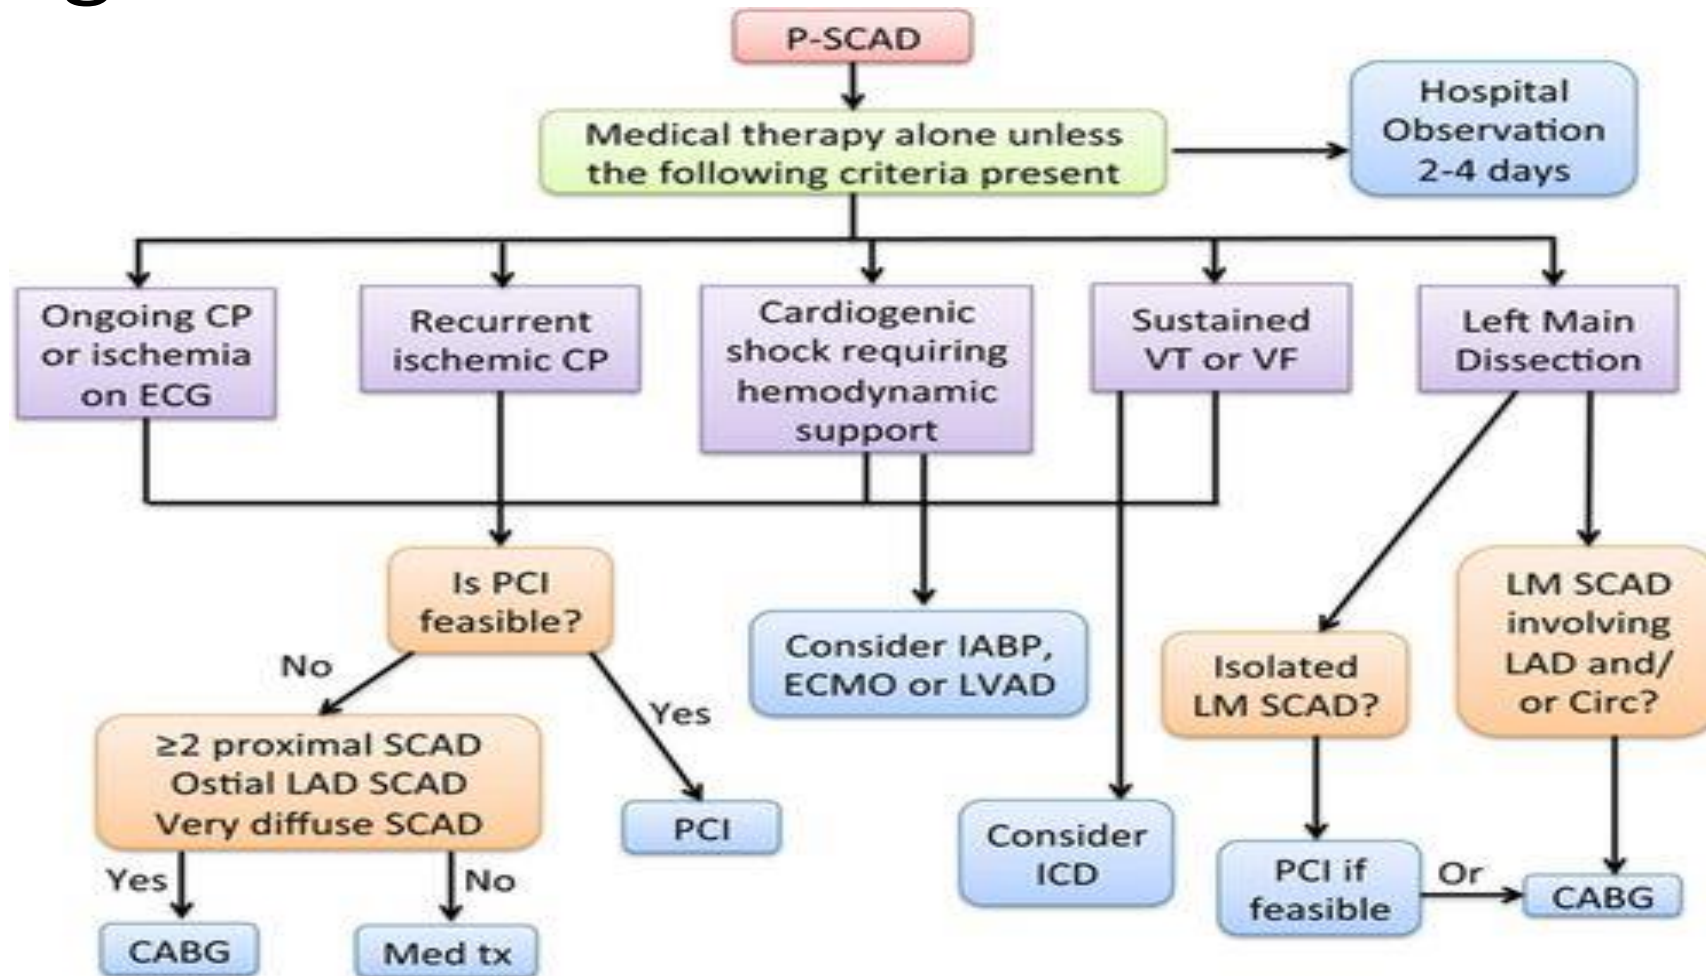 P-SCAD
Medical therapy alone unless
the following criteria present
Hospital
Observation
2-4 days
Ongoing CP
or ischemia
on ECG
Recurrent
ischemic CP
Cardiogenic
shock requiring
hemodynamic
support
Sustained
VT or VF
Left Main
Dissection
Is PCI
feasible?
No
Yes
≥2 proximal SCAD
Ostial LAD SCAD
Very diffuse SCAD
Yes
No
CABG
Med tx
PCI
Consider IABP,
ECMO or LVAD
Consider
ICD
Isolated
LM SCAD?
LM SCAD
involving
LAD and/
or Circ?
PCI if
feasible
Or
CABG